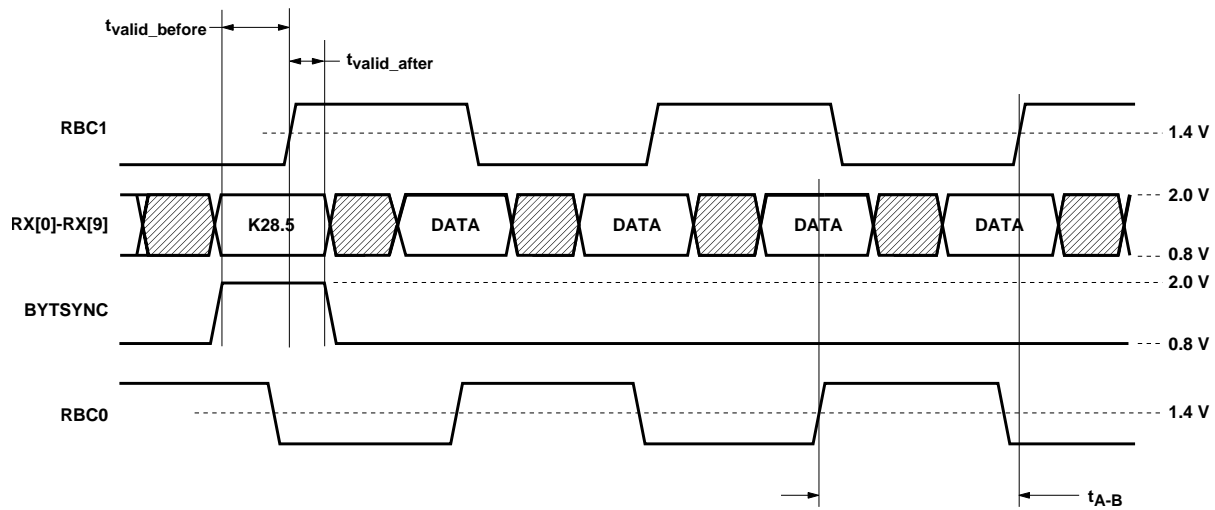 tvalid_before
tvalid_after
RBC1
1.4 V
2.0 V
RX[0]-RX[9]
K28.5 DATA DATA DATA DATA
0.8 V
2.0 V
BYTSYNC
0.8 V
RBC0
1.4 V
tA-B